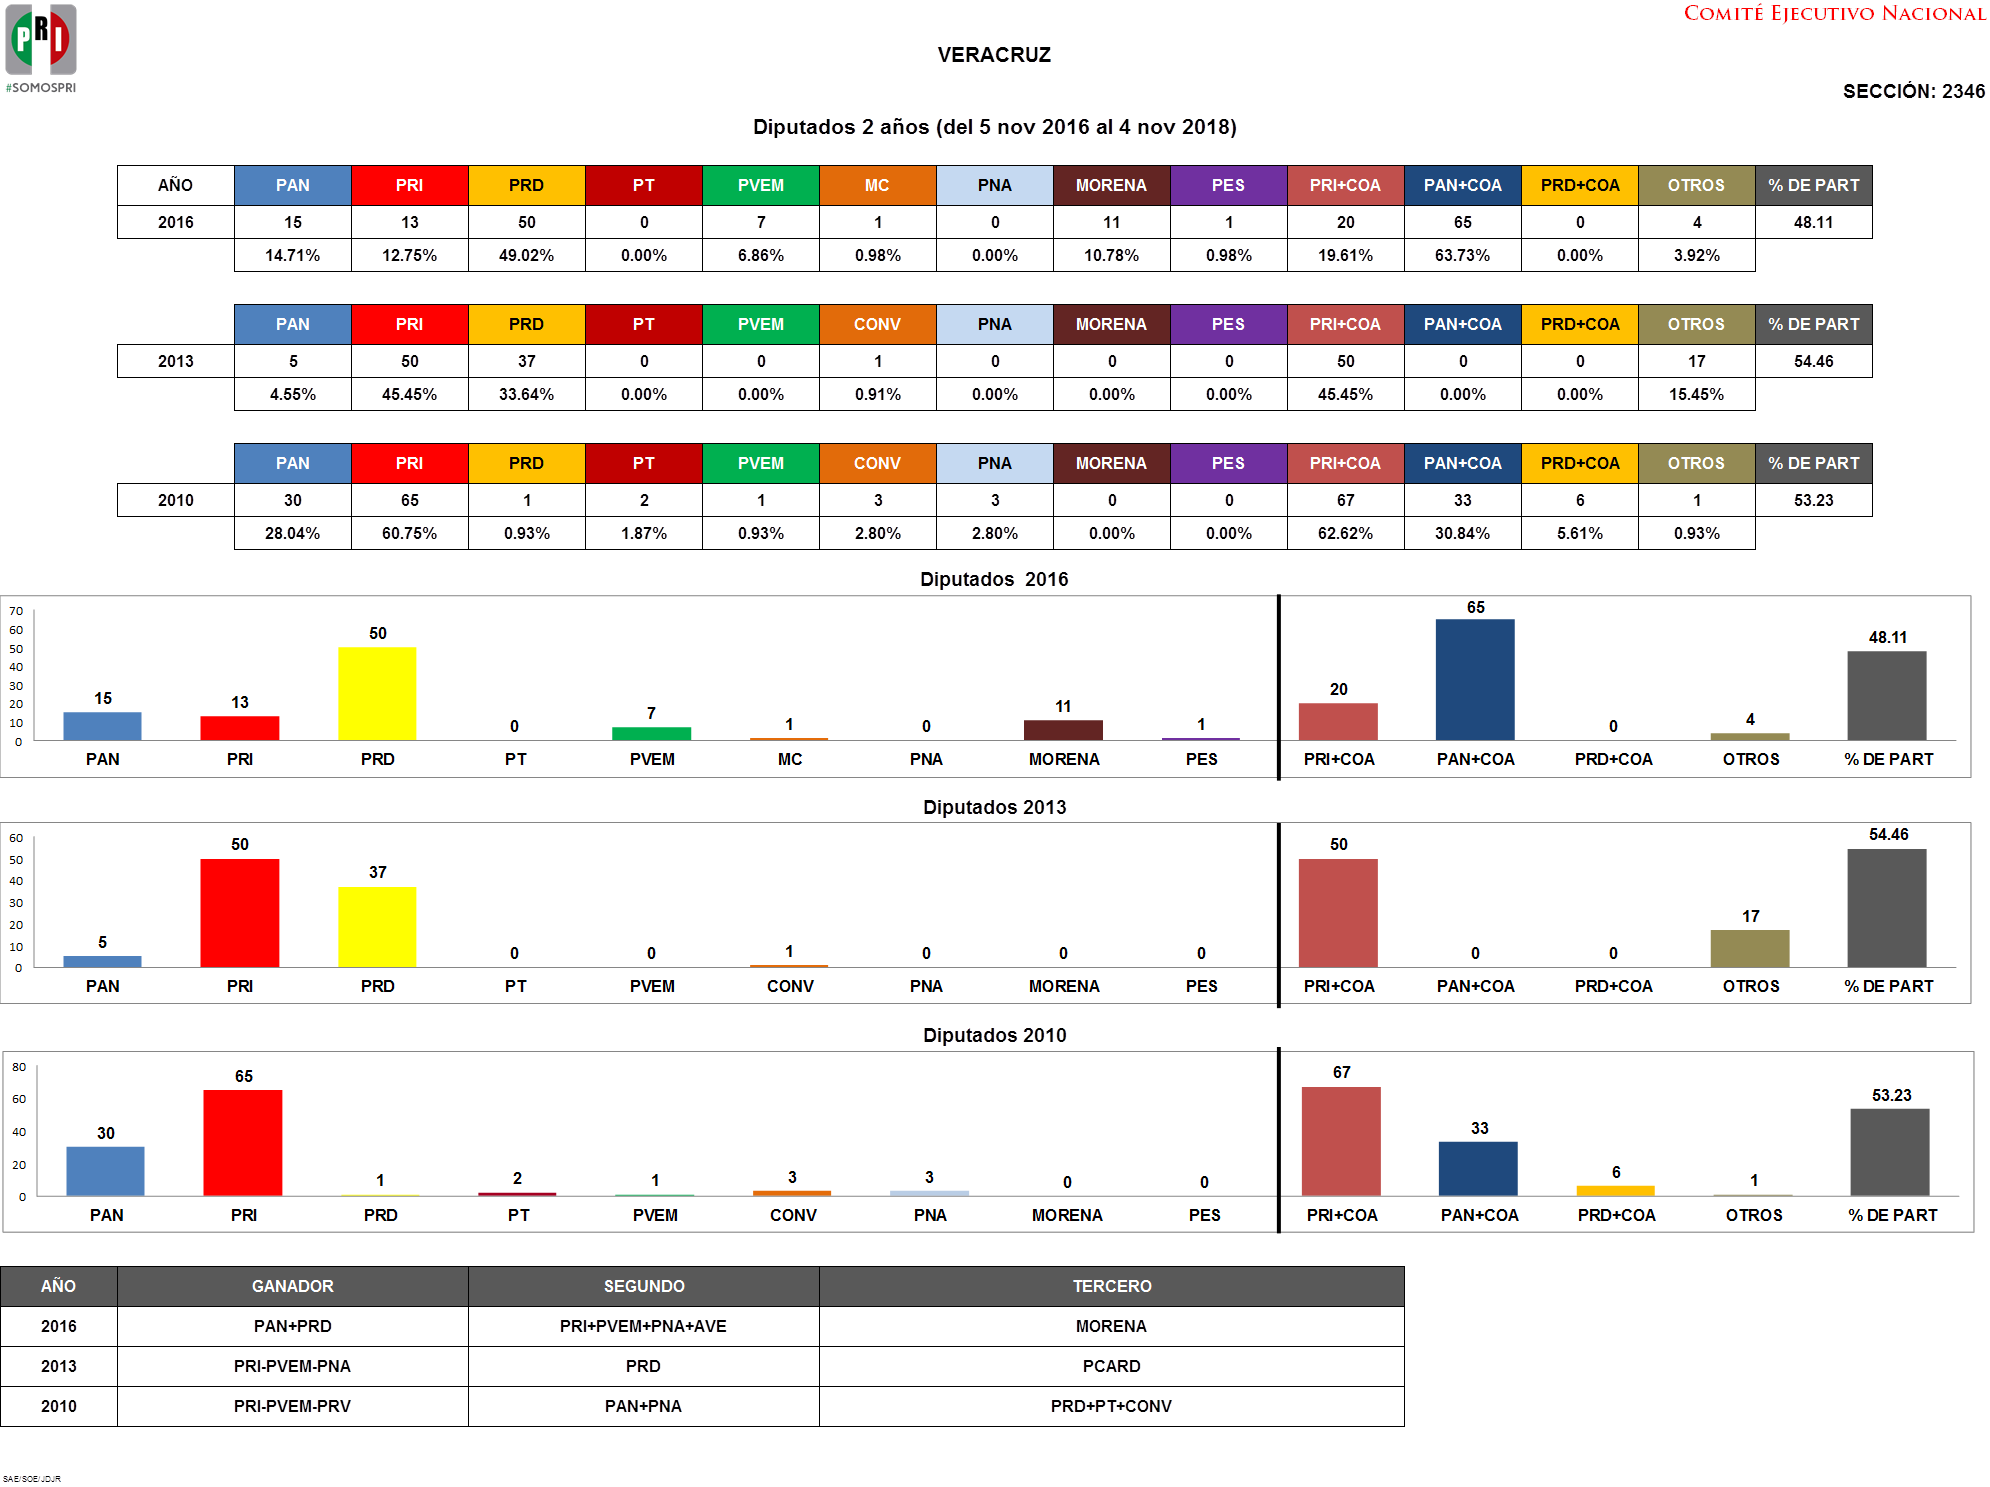 PRI
#SOMOSPRI
COMITÉ EJECUTIVO NACIONAL
VERACRUZ
SECCIÓN: 2346
Diputados 2 años (del 5 nov 2016 al 4 nov 2018)
AÑO PAN PRI PRD PT PVEM MC PNA MORENA PES PRI+COA PAN+COA PRD+COA OTROS % DE PART
2016 15 13 50 0 7 1 0 11 1 20 65 0 4 48.11
14.71% 12.75% 49.02% 0.00% 6.86% 0.98% 0.00% 10.78% 0.98% 19.61% 63.73% 0.00% 3.92%
PAN PRI PRD PT PVEM CONV PNA MORENA PES PRI+COA PAN+COA PRD+COA OTROS % DE PART
2013 5 50 37 0 0 1 0 0 0 50 0 0 17 54.46
4.55% 45.45% 33.64% 0.00% 0.00% 0.91% 0.00% 0.00% 0.00% 45.45% 0.00% 0.00% 15.45%
PAN PRI PRD PT PVEM CONV PNA MORENA PES PRI+COA PAN+COA PRD+COA OTROS % DE PART
2010 30 65 1 2 1 3 3 0 0 67 33 6 1 53.23
28.04% 60.75% 0.93% 1.87% 0.93% 2.80% 2.80% 0.00% 0.00% 62.62% 30.84% 5.61% 0.93%
Diputados 2016
70
60
50
40
30
20
10
0
15 13 50 0 7 1 0 11 1 20 65 0 4 48.11
PAN PRI PRD PT PVEM MC PNA MORENA PES PRI+COA PAN+COA PRD+COA OTROS % DE PART
Diputados 2013
60
50
40
30
20
10
0
5 50 37 0 0 1 0 0 0 50 0 0 17 54.46
PAN PRI PRD PT PVEM CONV PNA MORENA PES PRI+COA PAN+COA PRD+COA OTROS % DE PART
Diputados 2010
80
60
40
20
0
30 65 1 2 1 3 3 0 0 67 33 6 1 53.23
PAN PRI PRD PT PVEM CONV PNA MORENA PES PRI+COA PAN+COA PRD+COA OTROS % DE PART
AÑO GANADOR SEGUNDO TERCERO
2016 PAN+PRD PRI+PVEM+PNA+AVE MORENA
2013 PRI-PVEM-PNA PRD PCARD
2010 PRI-PVEM-PRV PAN+PNA PRD+PT+CONV
SAE/SOE/JDJR